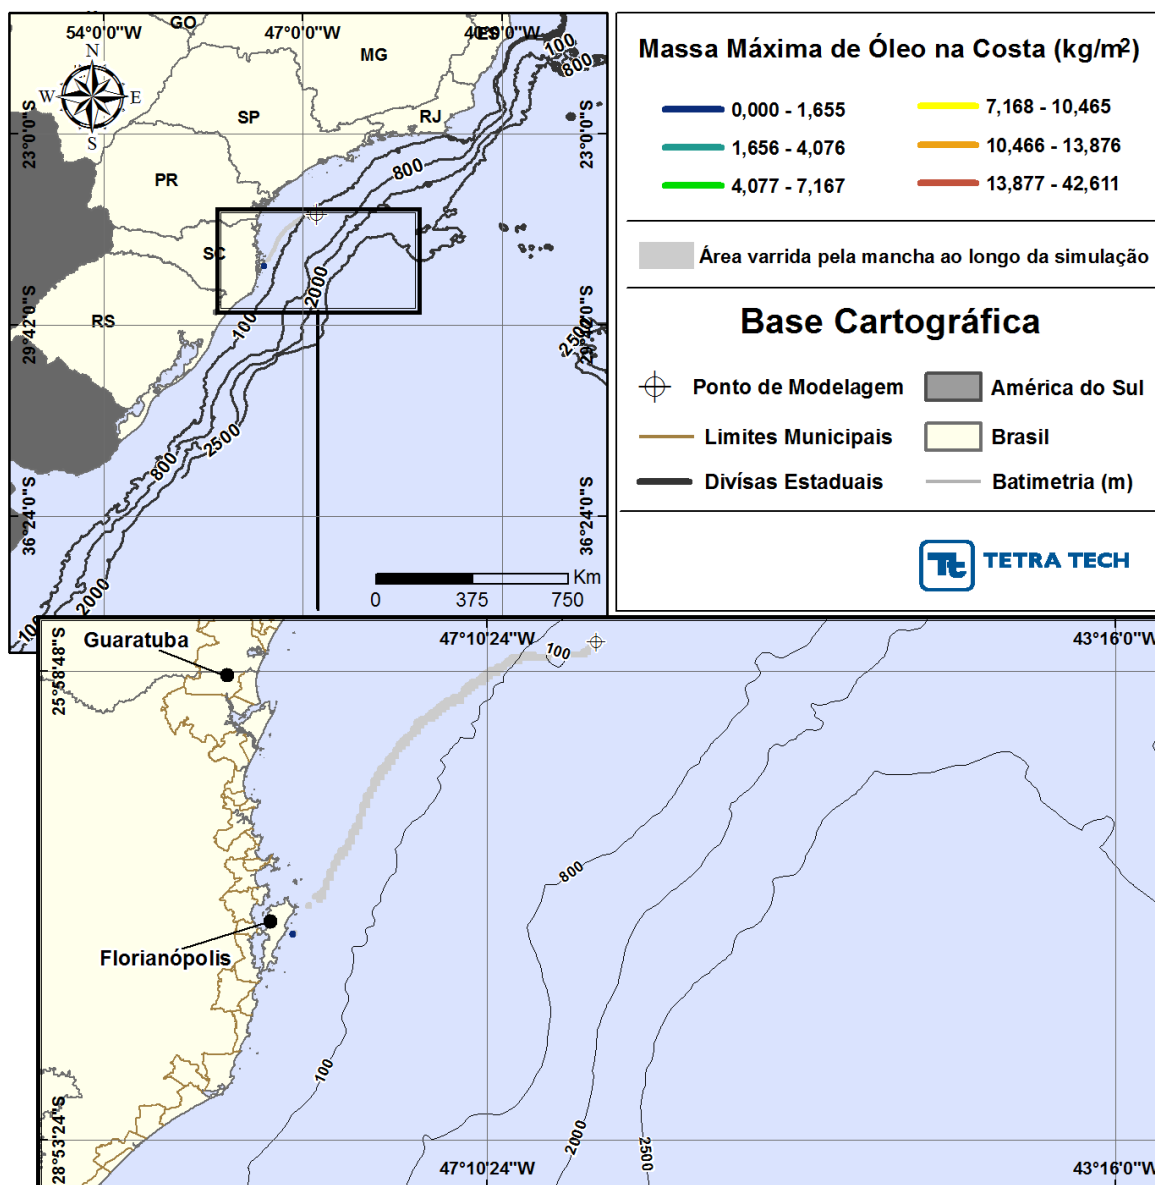 54°0'0"W
47°0'0"W
40°0'0"W
GO
ES
MG
SP
RJ
PR
SC
RS
N
W
E
S
23°0'0"S
23°0'0"S
29°42'0"S
29°42'0"S
36°24'0"S
36°24'0"S
100
800
800
2000
100
2500
2500
800
2000
100
Km
0 375 750
Massa Máxima de Óleo na Costa (kg/m²)
0,000 - 1,655
7,168 - 10,465
1,656 - 4,076
10,466 - 13,876
4,077 - 7,167
13,877 - 42,611
Área varrida pela mancha ao longo da simulação
Base Cartográfica
Ponto de Modelagem
América do Sul
Limites Municipais
Brasil
Divísas Estaduais
Batimetria (m)
Tt TETRA TECH
Guaratuba
47°10'24"W
43°16'0"W
25°58'48"S
100
800
Florianópolis
100
2000
2500
28°53'24"S
47°10'24"W
43°16'0"W